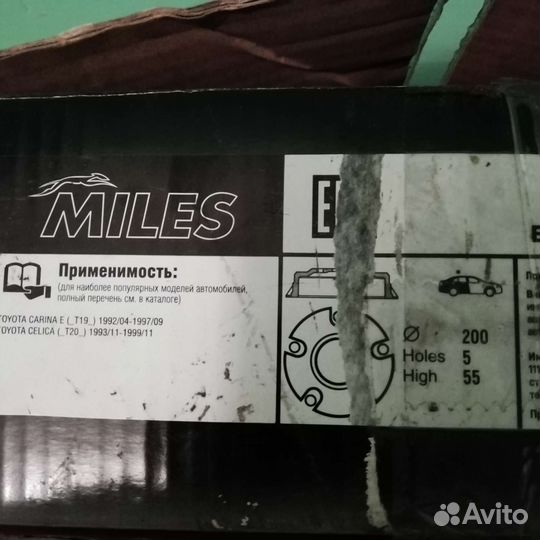 MILES
E
Применимость:
(для наиболее популярных моделей автомобилей,
полный перечень см. в каталоге)
TOYOTA CARINA E (_T19_) 1992/04-1997/09
TOYOTA CELICA (_T20_) 1993/11-1999/11
Ø 200
Holes 5
High 55
Avito